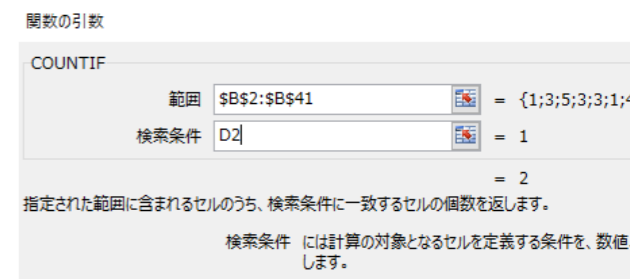 関数の引数
COUNTIF
範囲 $B$2:$B$41 = {1;3;5;3;3;1;4
検索条件 D2 = 1
= 2
指定された範囲に含まれるセルのうち、検索条件に一致するセルの個数を返します。
検索条件 には計算の対象となるセルを定義する条件を、数値
します。